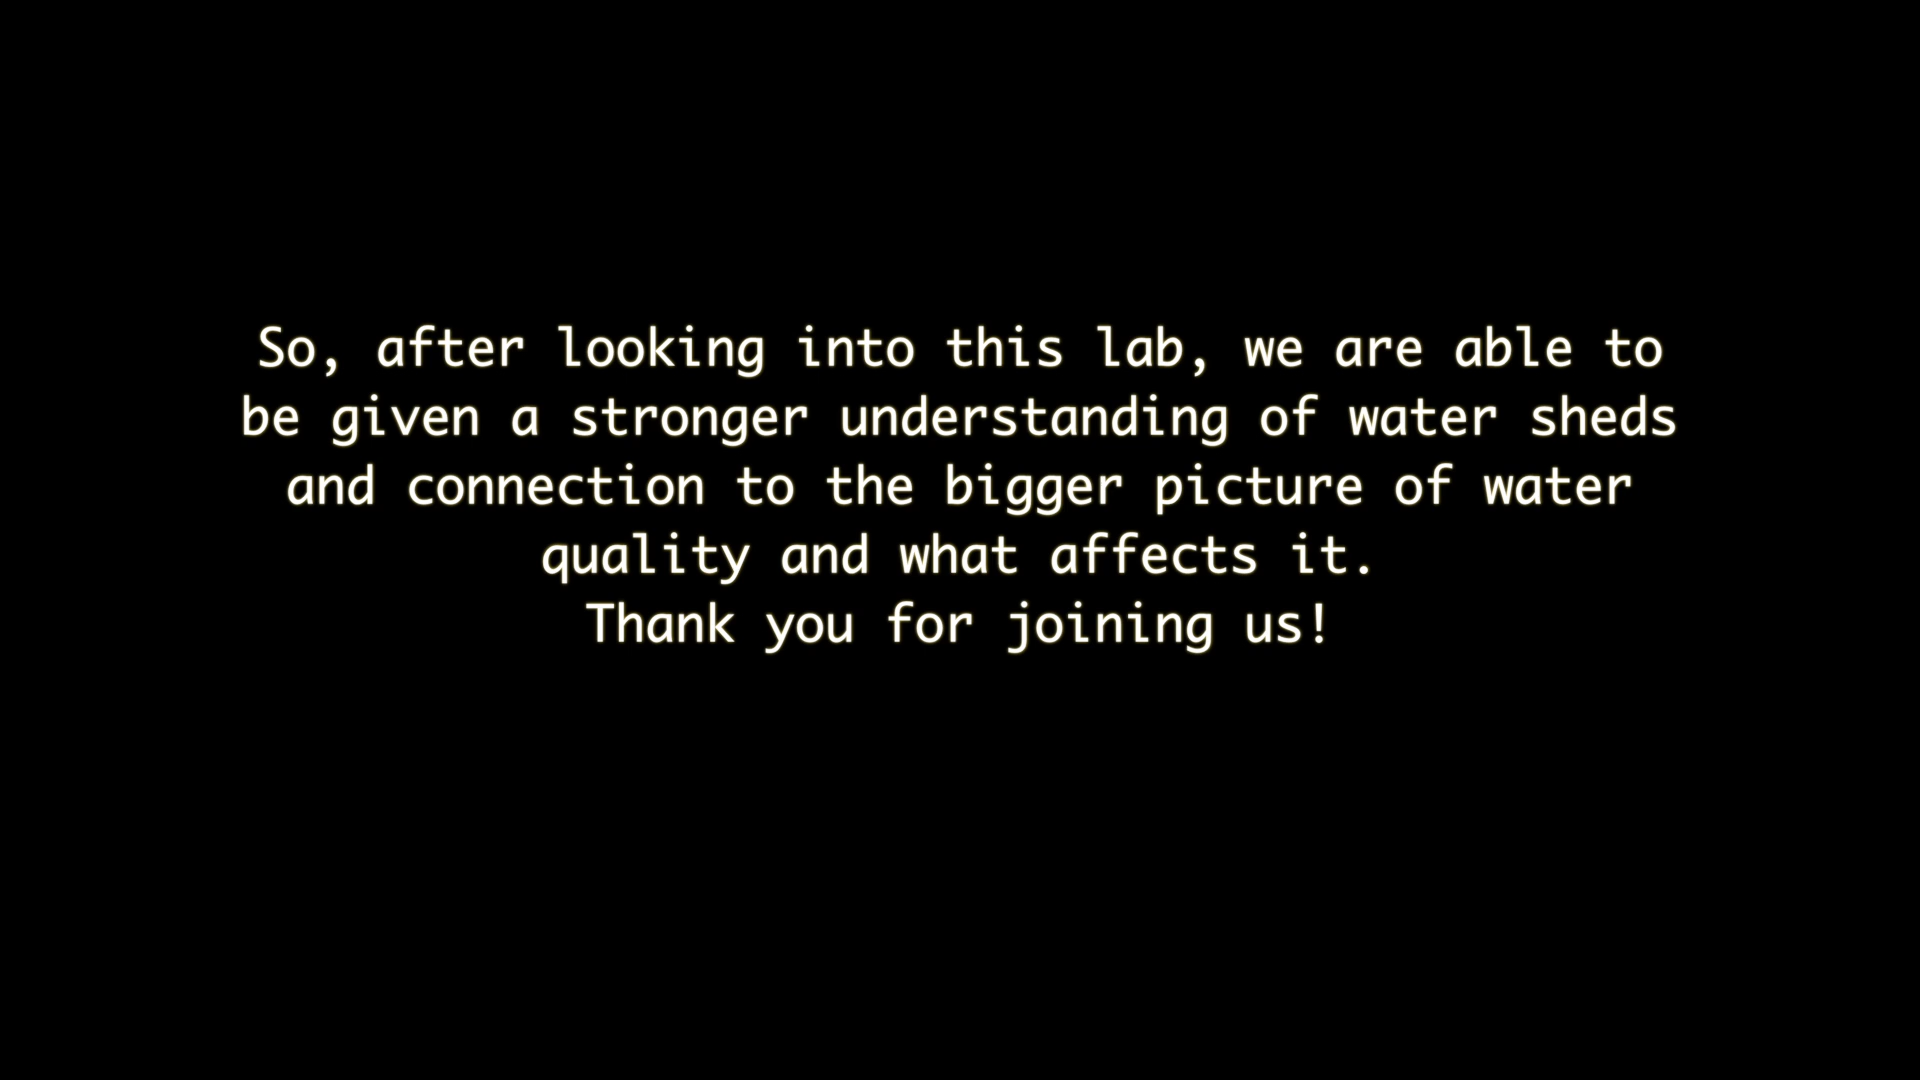 So, after looking into this lab, we are able to
be given a stronger understanding of water sheds
and connection to the bigger picture of water
quality and what affects it.
Thank you for joining us!